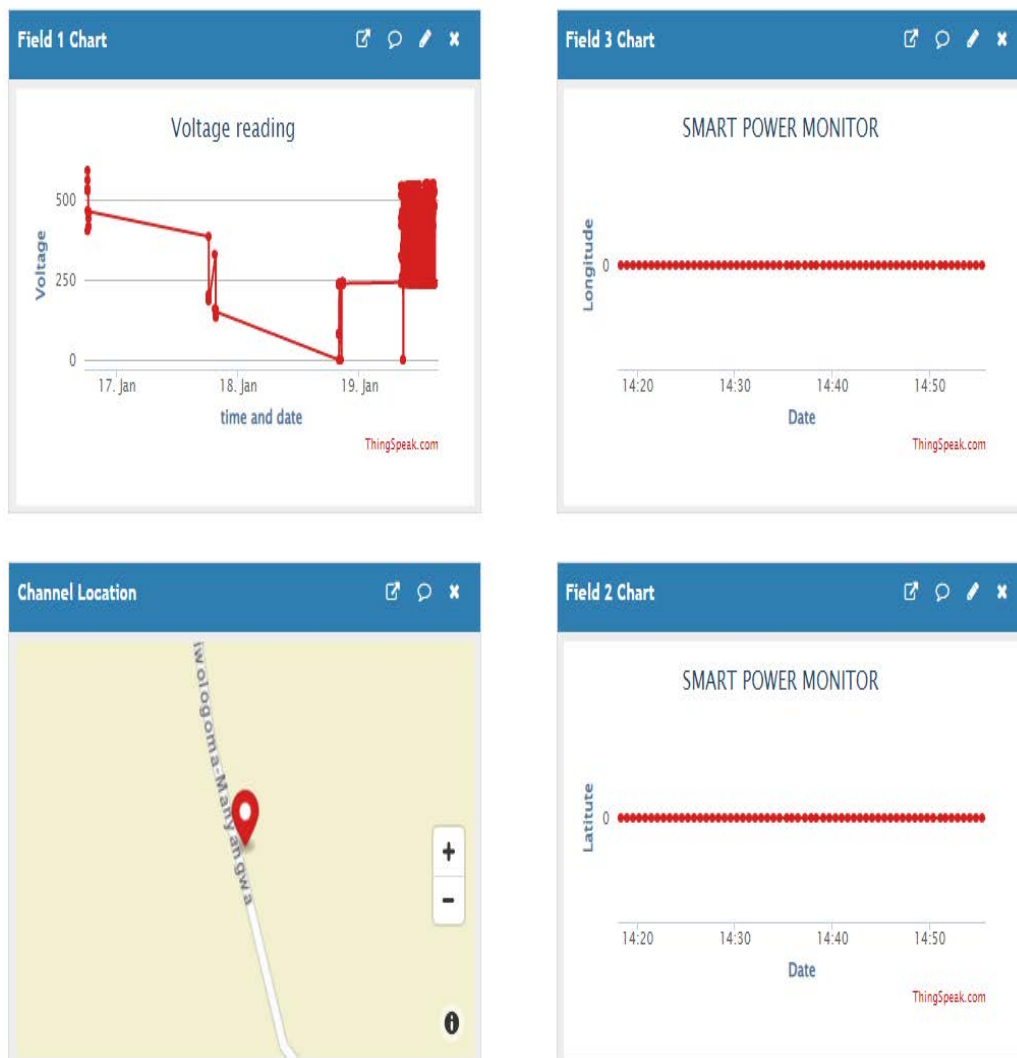 Field 1 Chart
Voltage reading
500
250
0
Voltage
17. Jan
18. Jan
19. Jan
time and date
ThingSpeak.com
Field 3 Chart
SMART POWER MONITOR
Longitude
0
14:20
14:30
14:40
14:50
Date
ThingSpeak.com
Channel Location
iwologoma-Manyangwa
+
−
i
Field 2 Chart
SMART POWER MONITOR
Latitute
0
14:20
14:30
14:40
14:50
Date
ThingSpeak.com